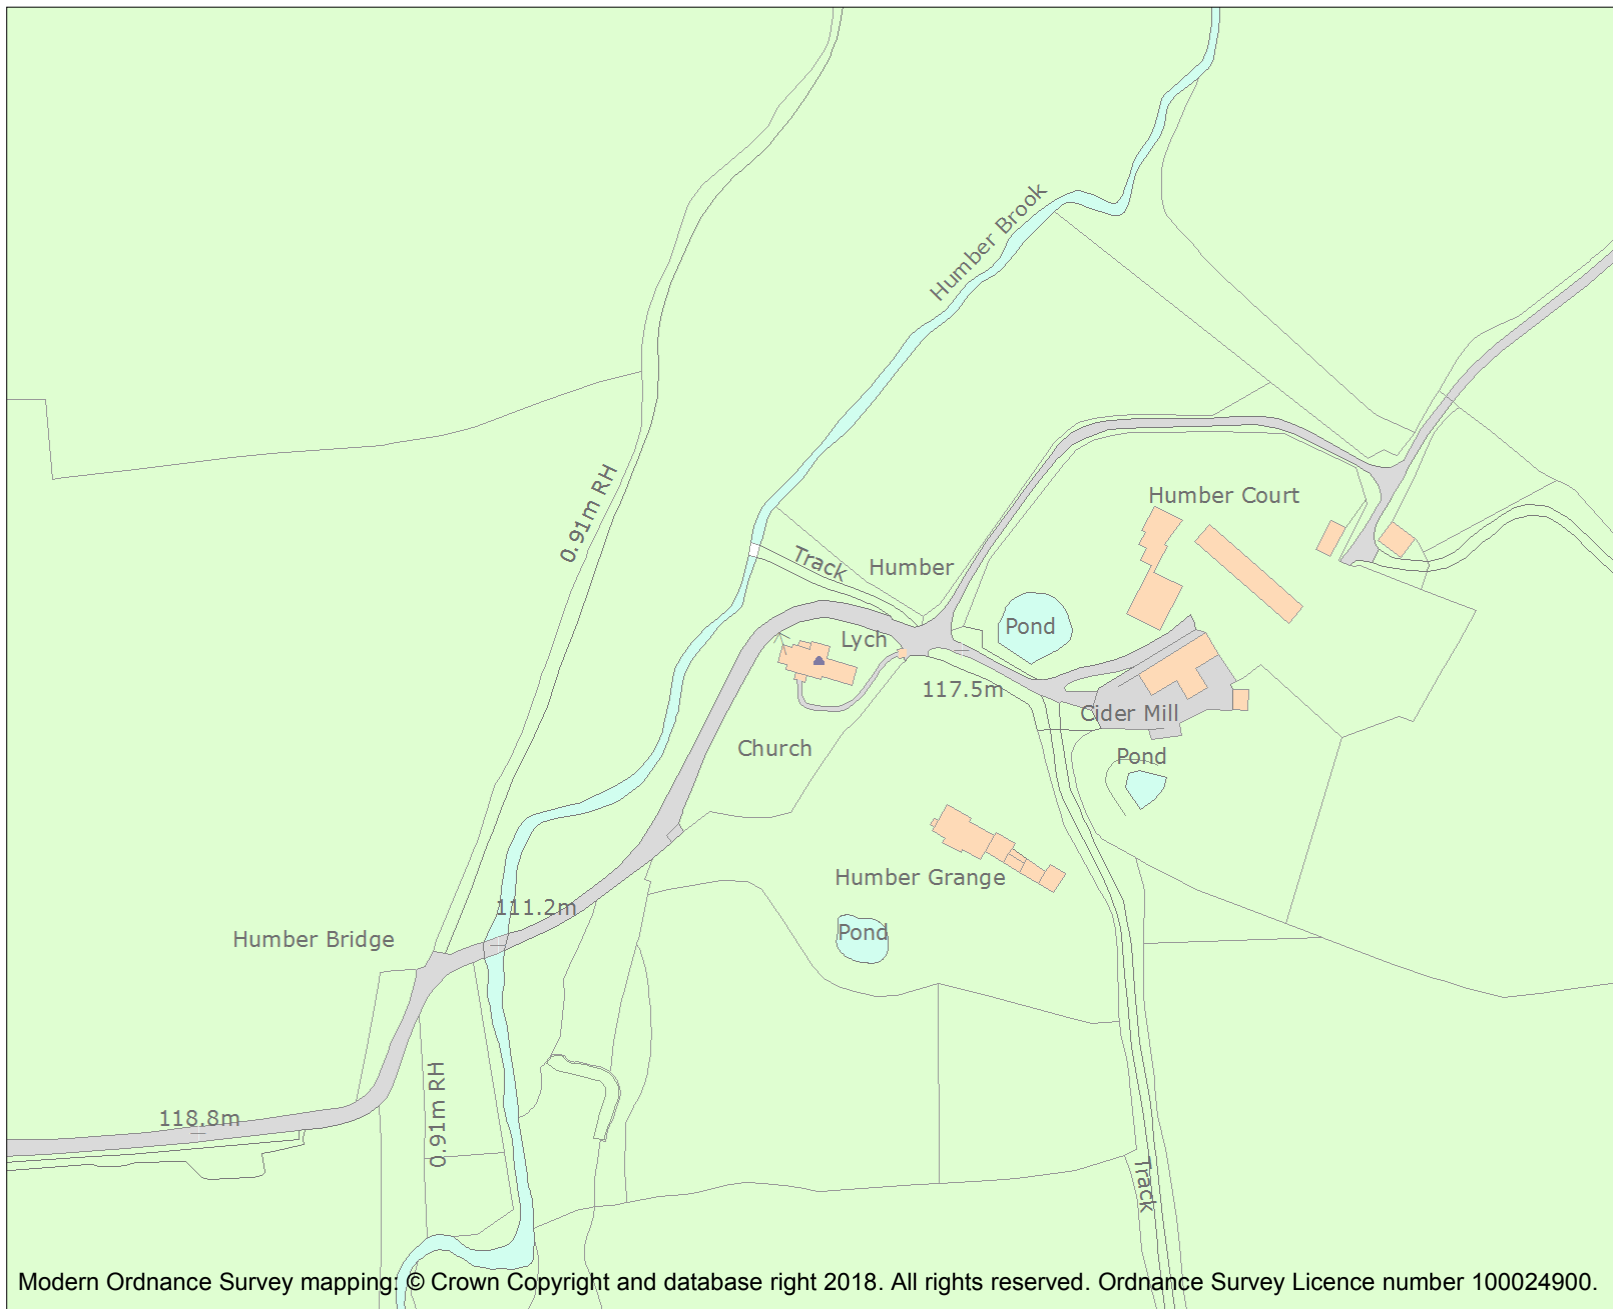 Humber Brook
0.91m RH
Humber Court
Track
Humber
Pond
Lych
117.5m
Cider Mill
Church
Pond
Humber Grange
111.2m
Pond
Humber Bridge
0.91m RH
118.8m
Track
Modern Ordnance Survey mapping: © Crown Copyright and database right 2018. All rights reserved. Ordnance Survey Licence number 100024900.